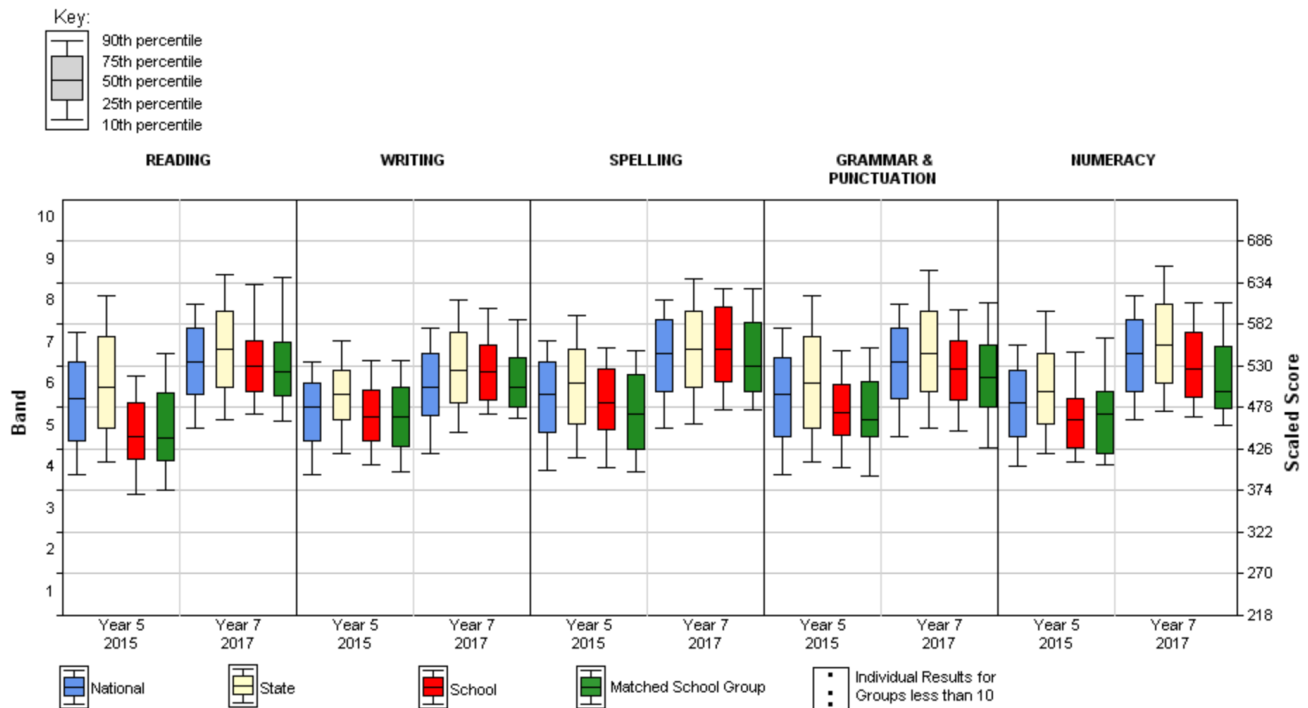 Key:
90th percentile
75th percentile
50th percentile
25th percentile
10th percentile
READING
WRITING
SPELLING
GRAMMAR &
PUNCTUATION
NUMERACY
Band
10
9
8
7
6
5
4
3
2
1
686
634
582
530
478
426
374
322
270
218
Scaled Score
Year 5
2015
Year 7
2017
Year 5
2015
Year 7
2017
Year 5
2015
Year 7
2017
Year 5
2015
Year 7
2017
Year 5
2015
Year 7
2017
National
State
School
Matched School Group
Individual Results for
Groups less than 10